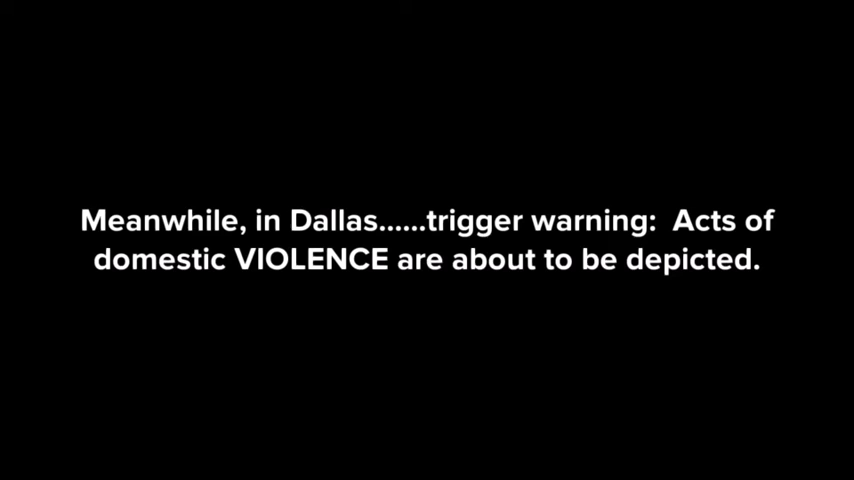 Meanwhile, in Dallas......trigger warning:  Acts of
domestic VIOLENCE are about to be depicted.